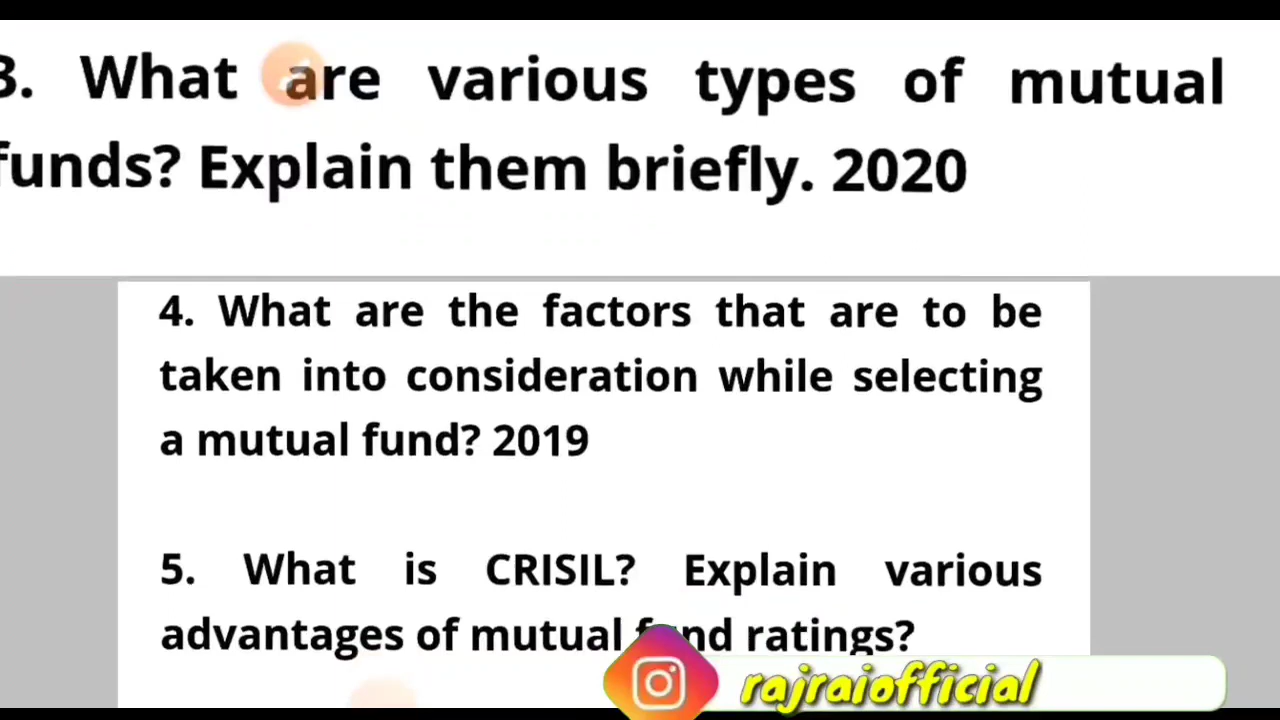 3. What are various types of mutual
funds? Explain them briefly. 2020
4. What are the factors that are to be
taken into consideration while selecting
a mutual fund? 2019
5. What is CRISIL? Explain various
advantages of mutual fund ratings?
rajraiofficial